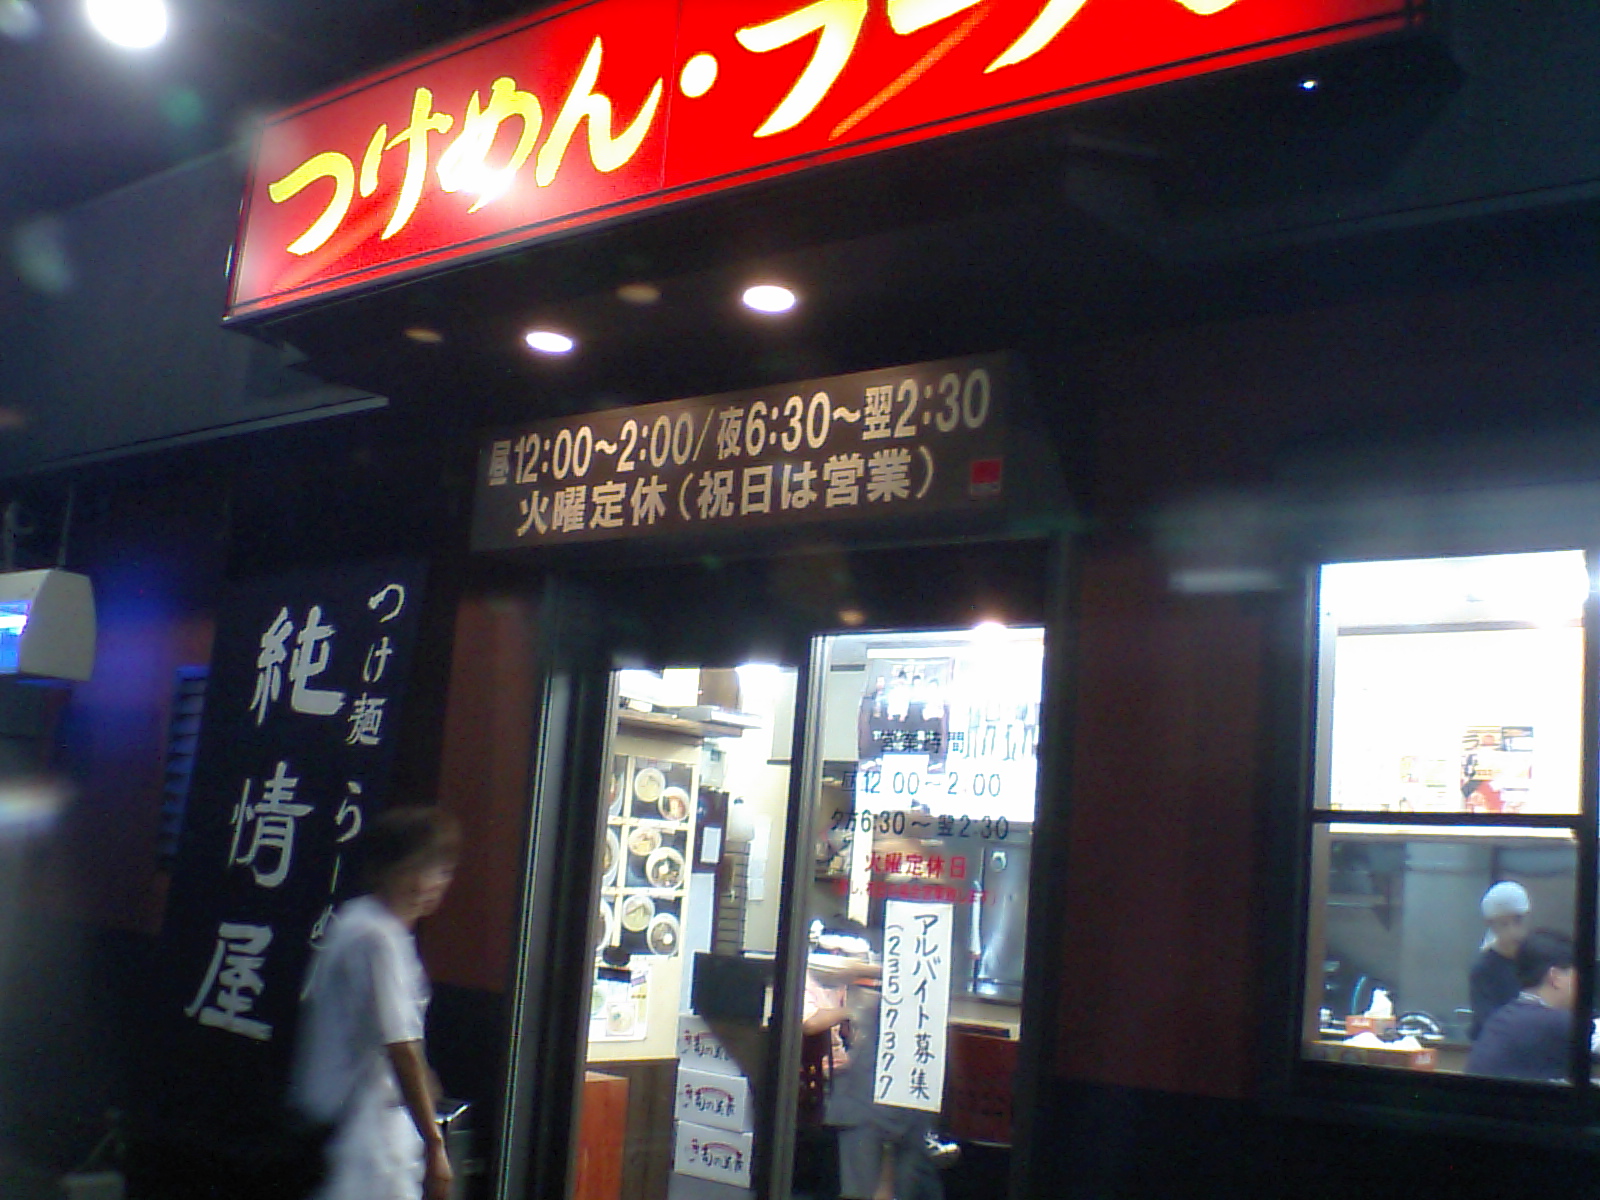 つけめん・ラーメ
昼12:00～2:00/夜6:30～翌2:30
火曜定休（祝日は営業）
つけ麺 らーめん
純情屋
営業時間
昼12:00～2:00
夕方6:30～翌2:30
火曜定休日
アルバイト募集
(235)7377